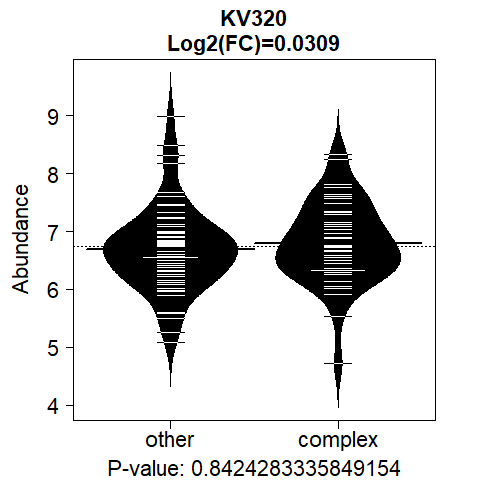 KV320
Log2(FC)=0.0309
Abundance
9
8
7
6
5
4
other complex
P-value: 0.8424283335849154